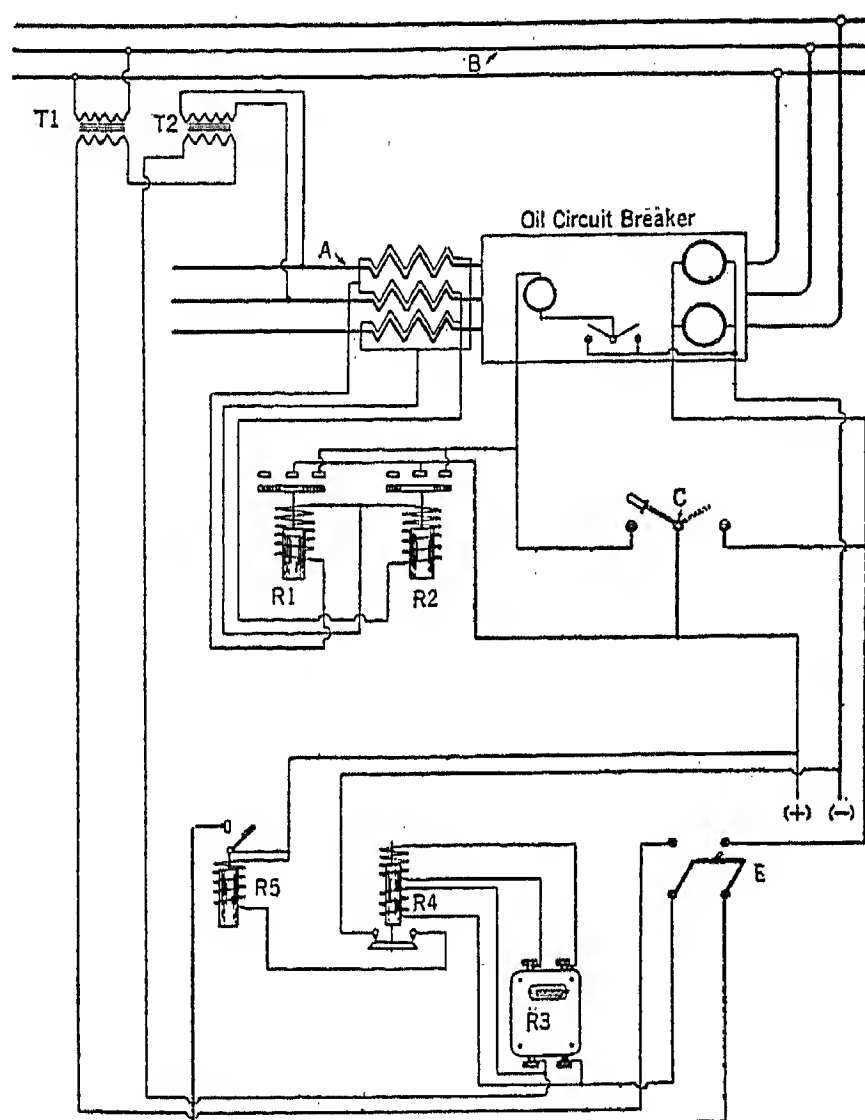 B
T1
T2
Oil Circuit Breaker
A
C
R1
R2
(+)
(-)
R5
R4
E
R3